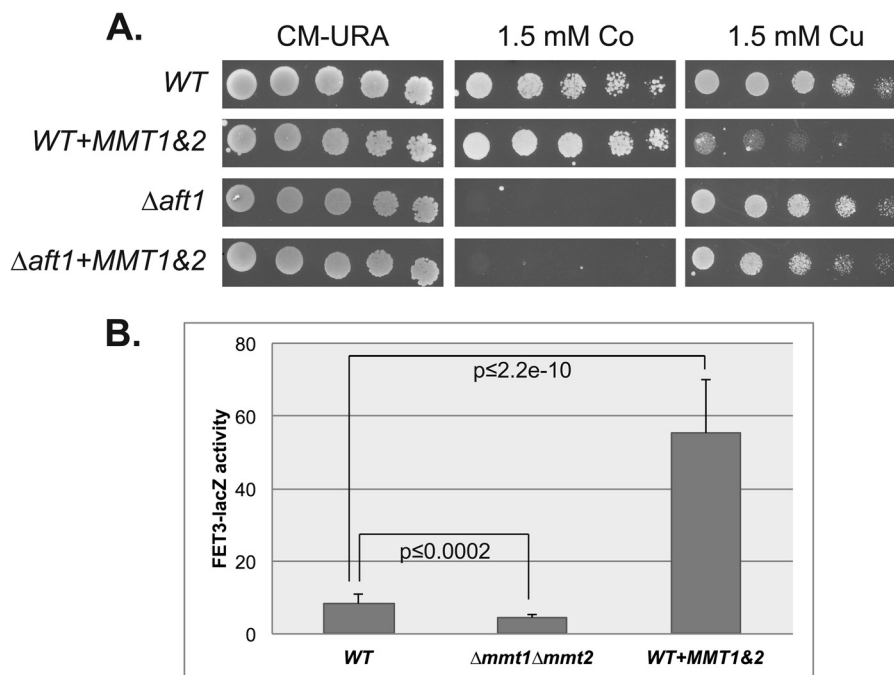 A.
CM-URA 1.5 mM Co 1.5 mM Cu
WT
WT+MMT1&2
Δaft1
Δaft1+MMT1&2
B.
80
60
40
20
0
FET3-lacZ activity
p≤2.2e-10
p≤0.0002
WT Δmmt1Δmmt2 WT+MMT1&2